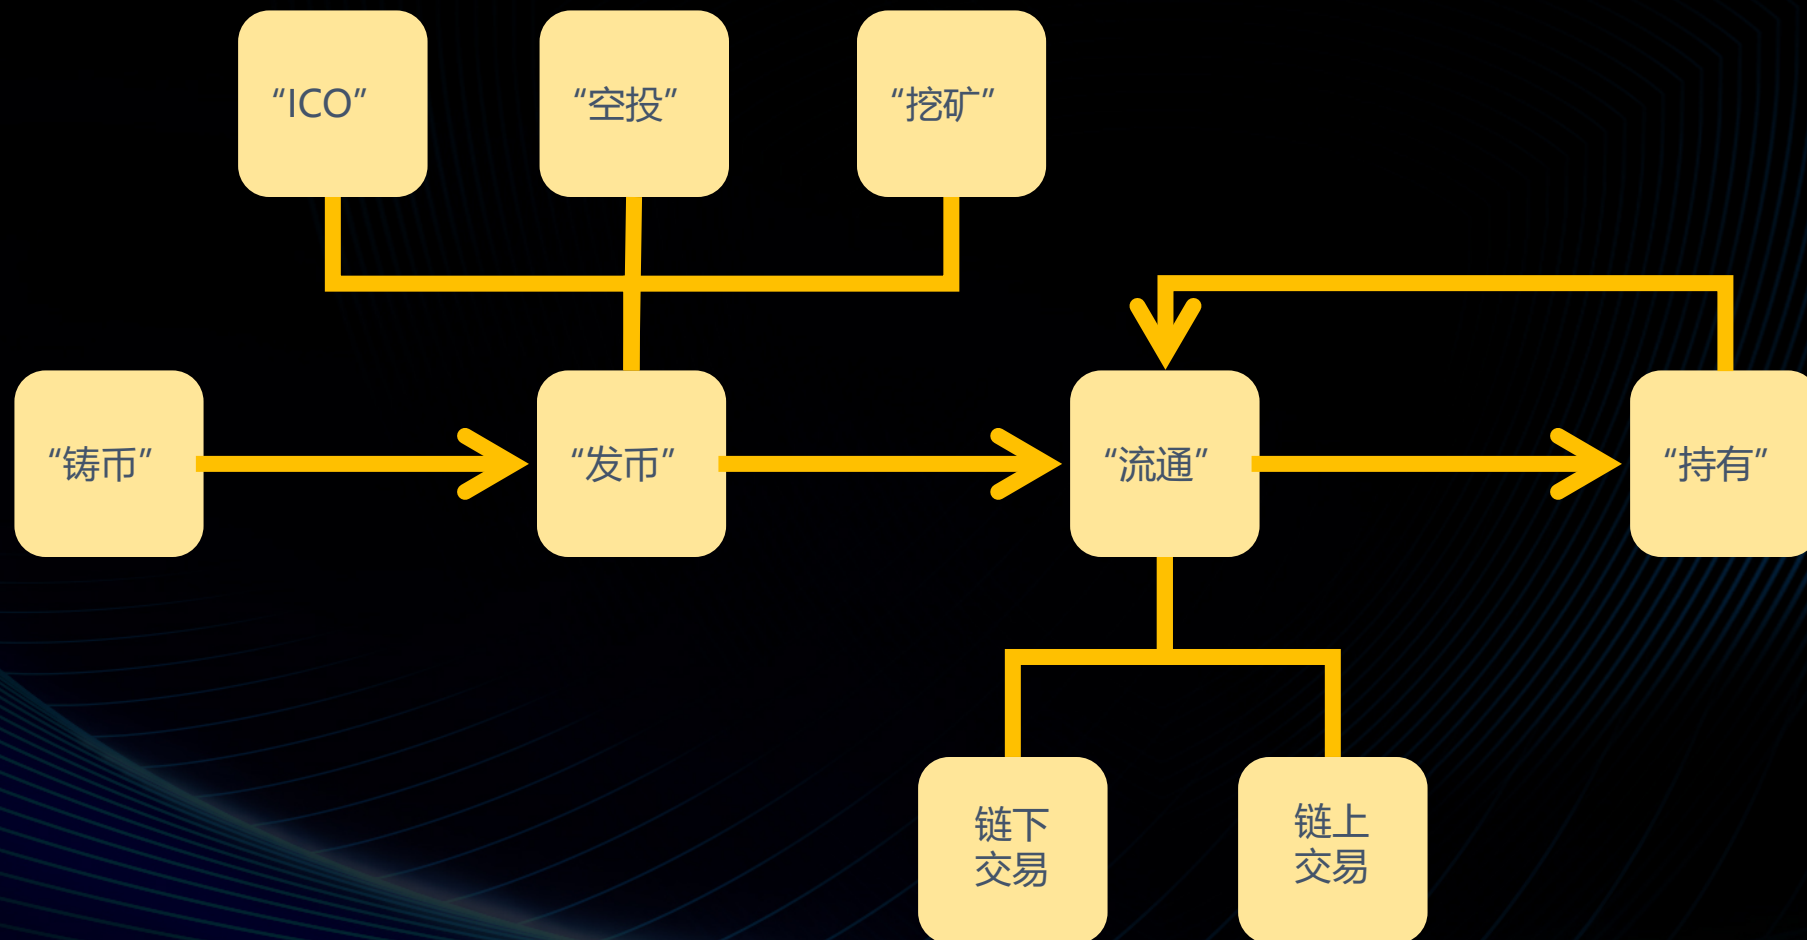 “ICO”
“空投”
“挖矿”
“铸币”
“发币”
“流通”
“持有”
链下
交易
链上
交易